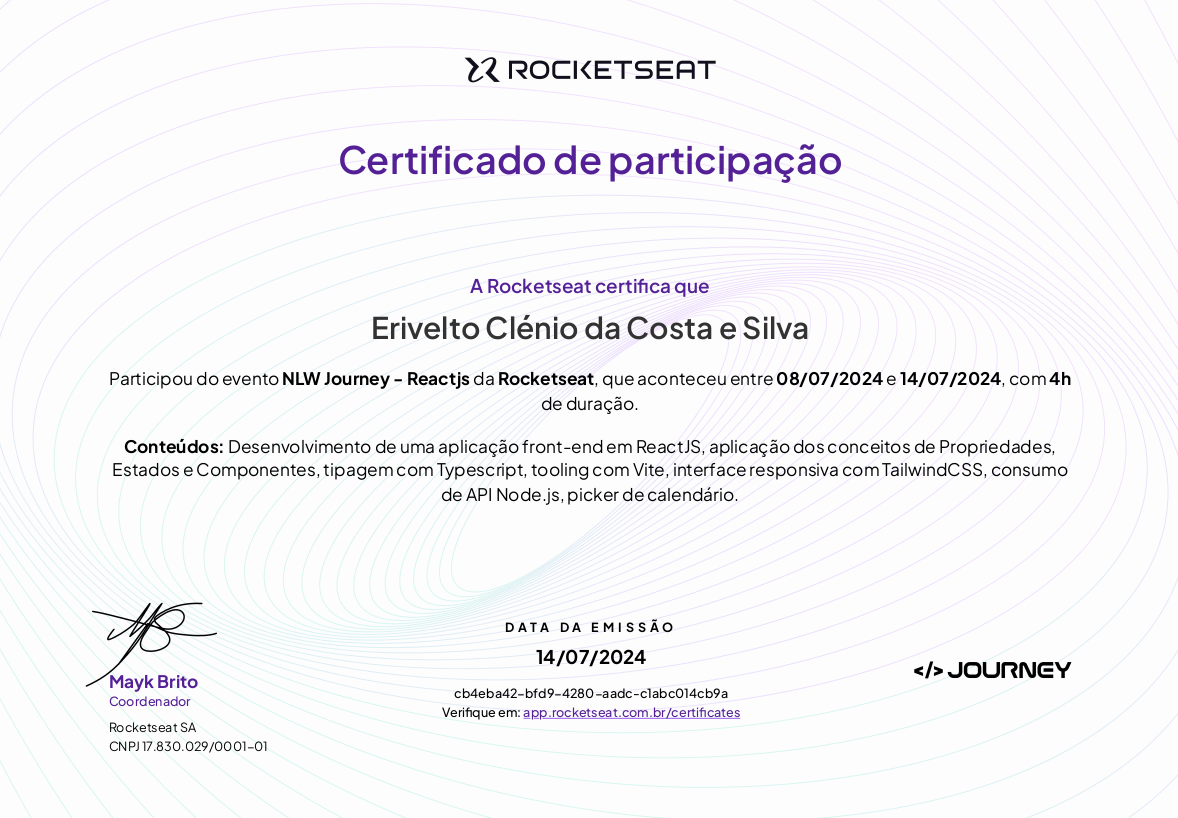 ROCKETSEAT
Certificado de participação
A Rocketseat certifica que
Erivelto Clénio da Costa e Silva
Participou do evento NLW Journey - Reactjs da Rocketseat, que aconteceu entre 08/07/2024 e 14/07/2024, com 4h
de duração.
Conteúdos: Desenvolvimento de uma aplicação front-end em ReactJS, aplicação dos conceitos de Propriedades,
Estados e Componentes, tipagem com Typescript, tooling com Vite, interface responsiva com TailwindCSS, consumo
de API Node.js, picker de calendário.
Mayk Brito
Coordenador
Rocketseat SA
CNPJ 17.830.029/0001-01
DATA DA EMISSÃO
14/07/2024
cb4eba42-bfd9-4280-aadc-c1abc014cb9a
Verifique em: app.rocketseat.com.br/certificates
</> JOURNEY